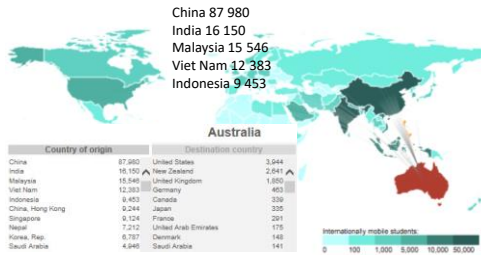 China 87 980
India 16 150
Malaysia 15 546
Viet Nam 12 383
Indonesia 9 453
Australia
Country of origin Destination country
China 87,980 United States 3,944
India 16,150 New Zealand 2,641
Malaysia 15,546 United Kingdom 1,850
Viet Nam 12,383 Germany 463
Indonesia 9,453 Canada 339
China, Hong Kong 9,244 Japan 335
Singapore 9,124 France 291
Nepal 7,212 United Arab Emirates 175
Korea, Rep. 6,787 Denmark 148
Saudi Arabia 4,946 Saudi Arabia 141
Internationally mobile students:
0 100 1,000 5,000 10,000 50,000